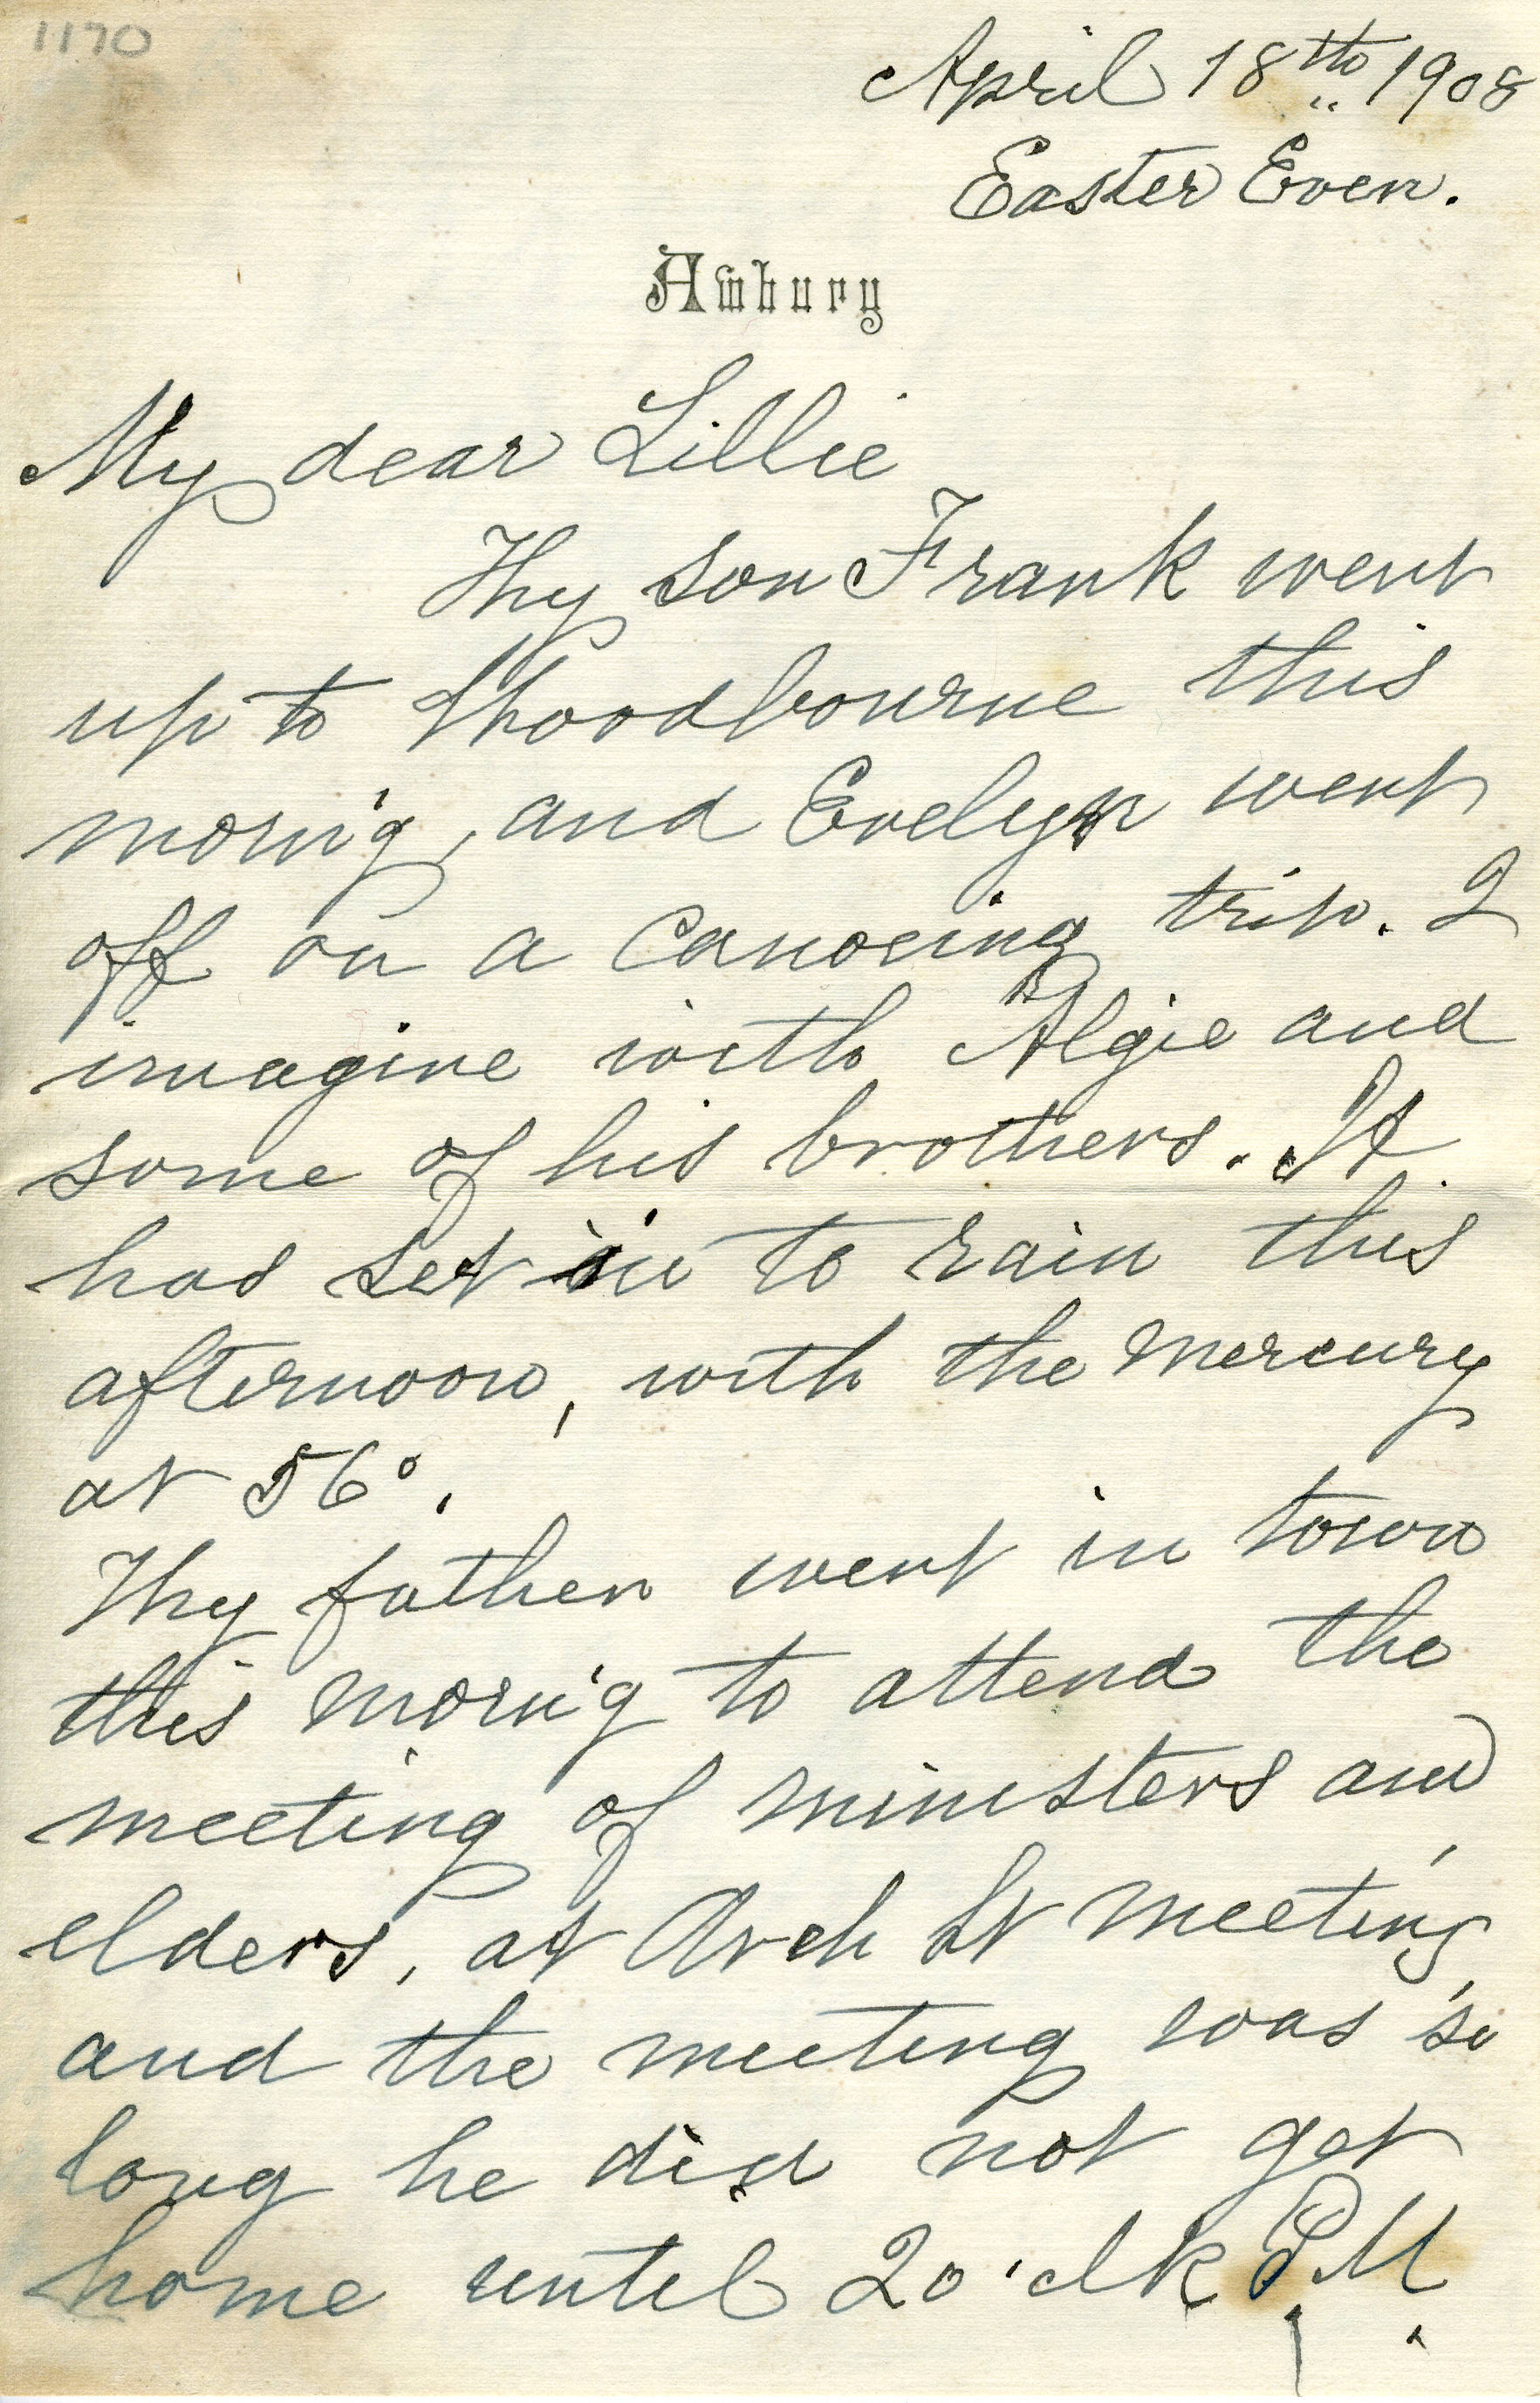 1170
April 18th 1908
Easter Even.
Awbury
My dear Lillie
Thy son Frank went
up to Woodbourne this
morn'g, and Evelyn went
off on a canoeing trip. I
imagine with Algie and
some of his brothers. It
has set in to rain this
afternoon, with the mercury
at 56°.
Thy father went in town
this morn'g to attend the
meeting of ministers and
elders, at Arch St meeting,
and the meeting was so
long he did not get
home until 2 o'clk P.M.